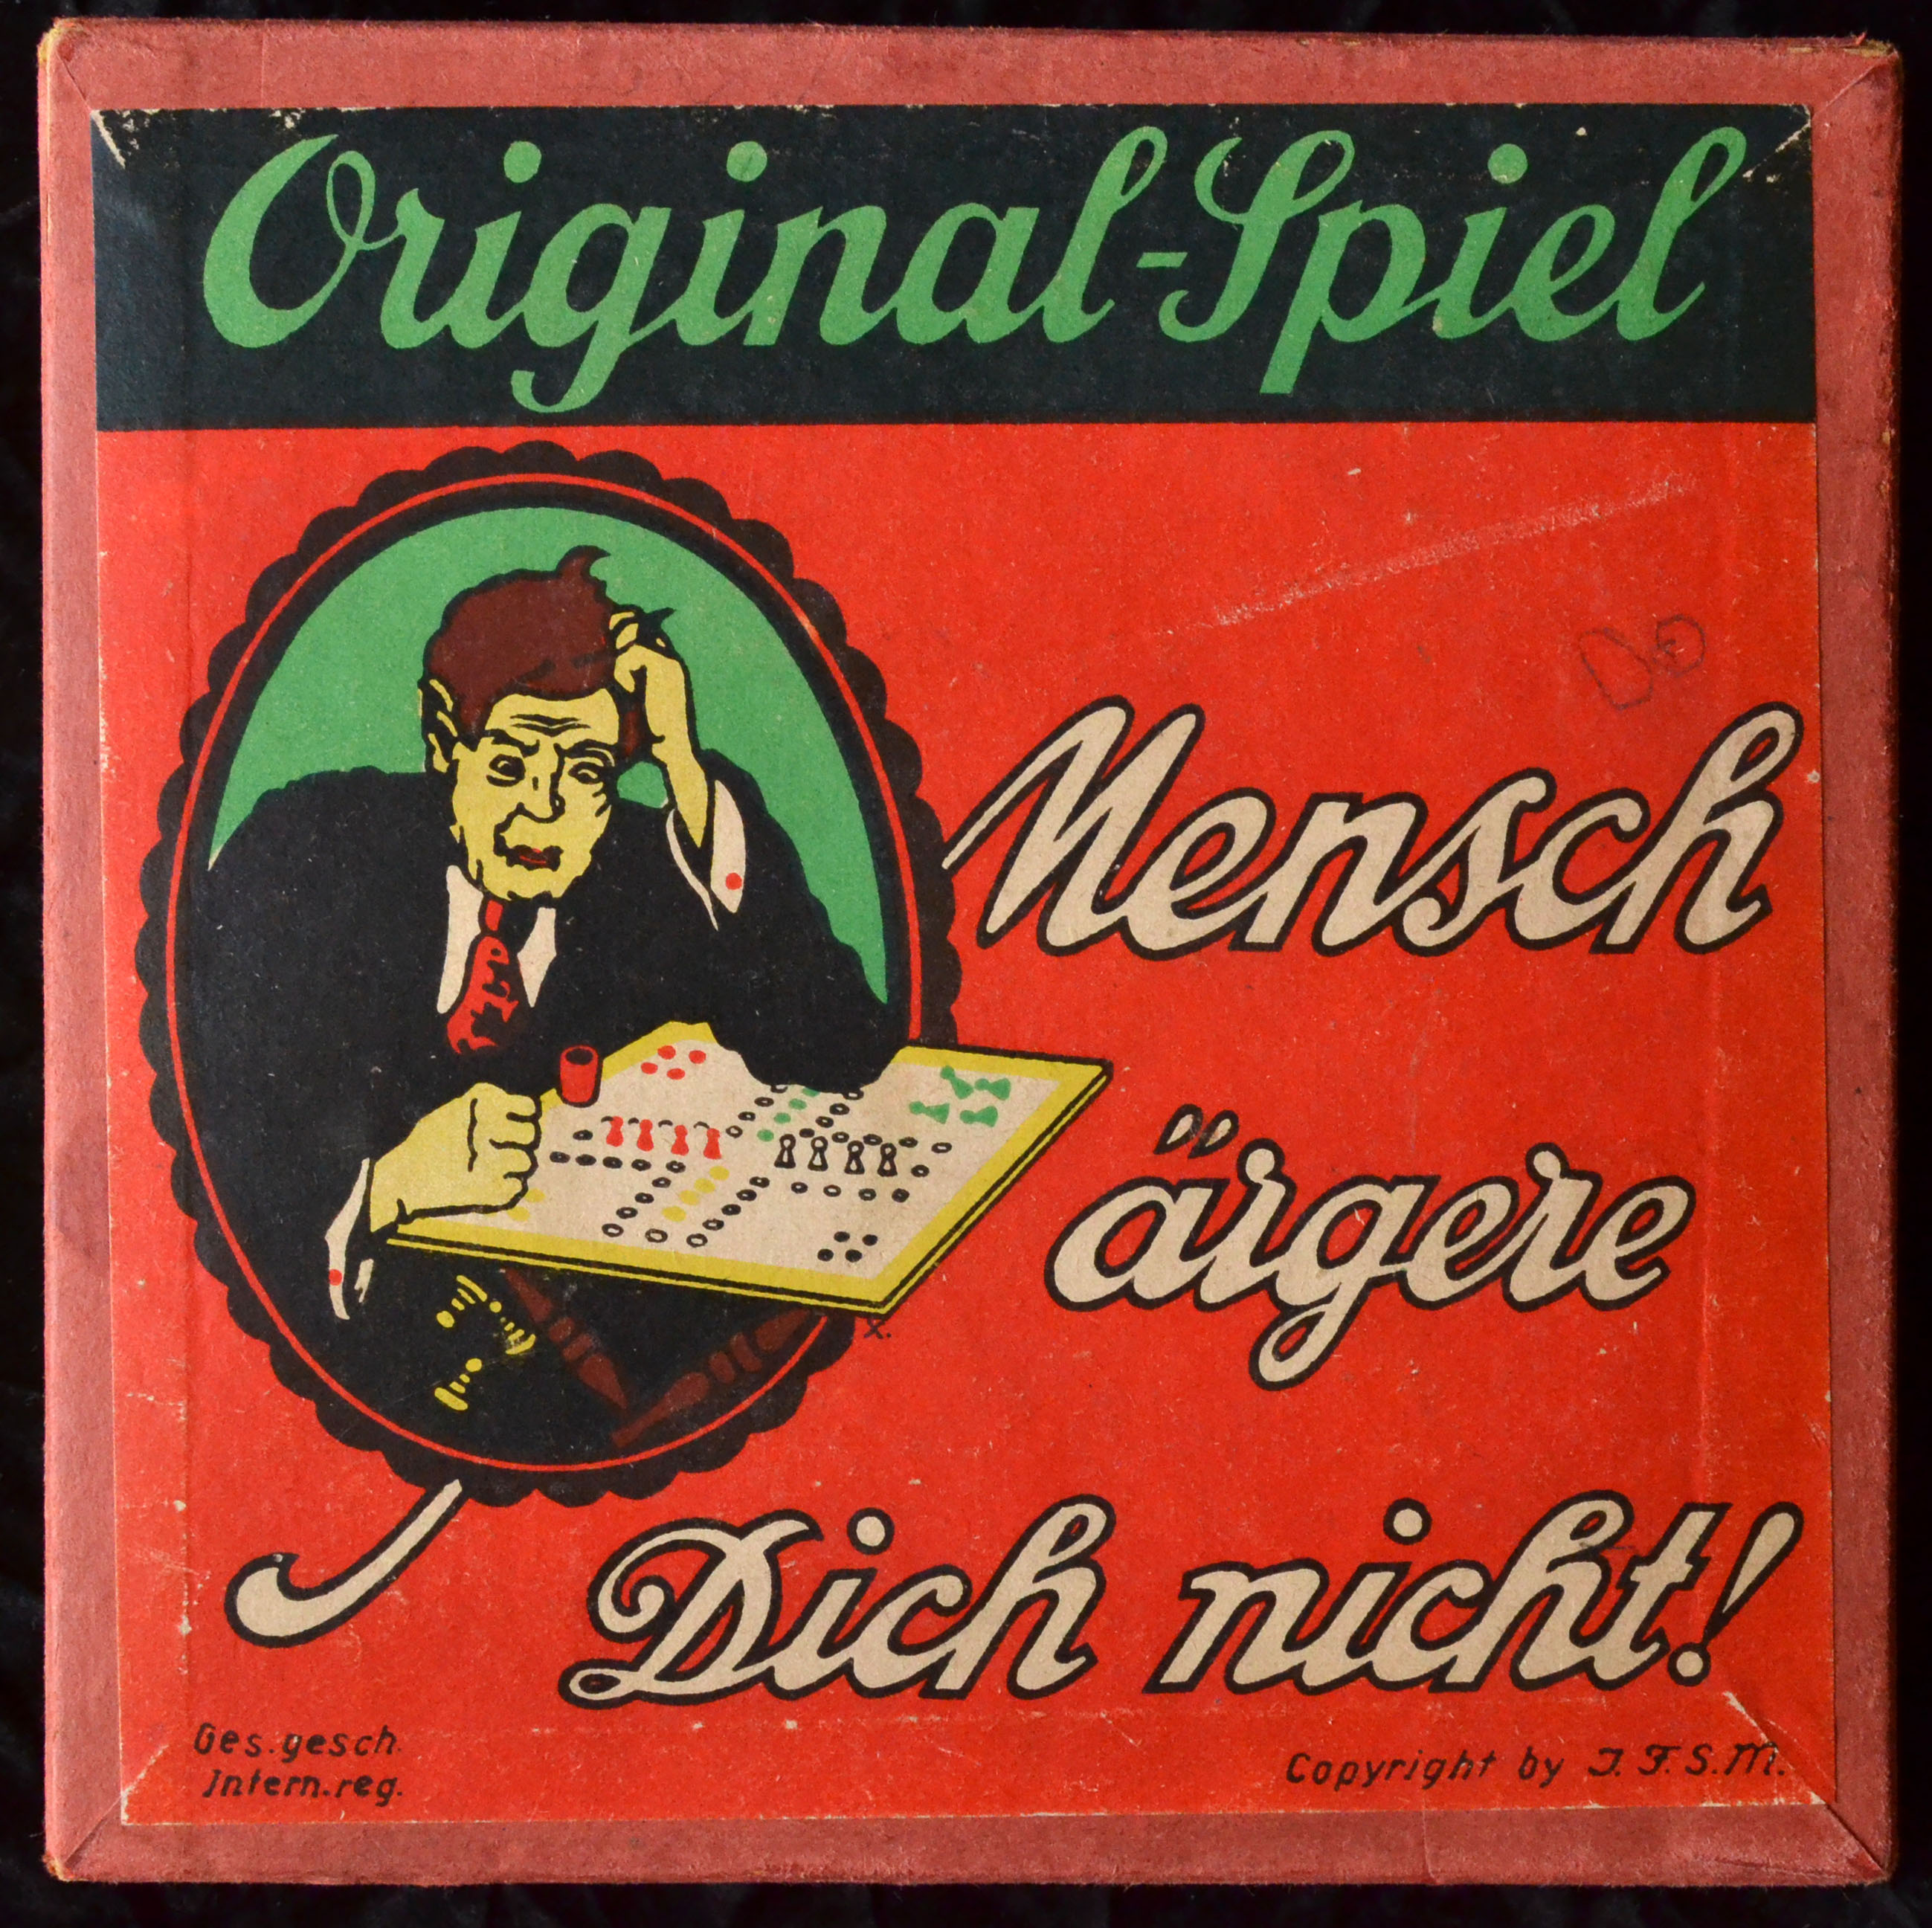 Original-Spiel
Mensch
ärgere
Dich nicht!
Ges. gesch.
Intern. reg.
Copyright by J. F. S. M.